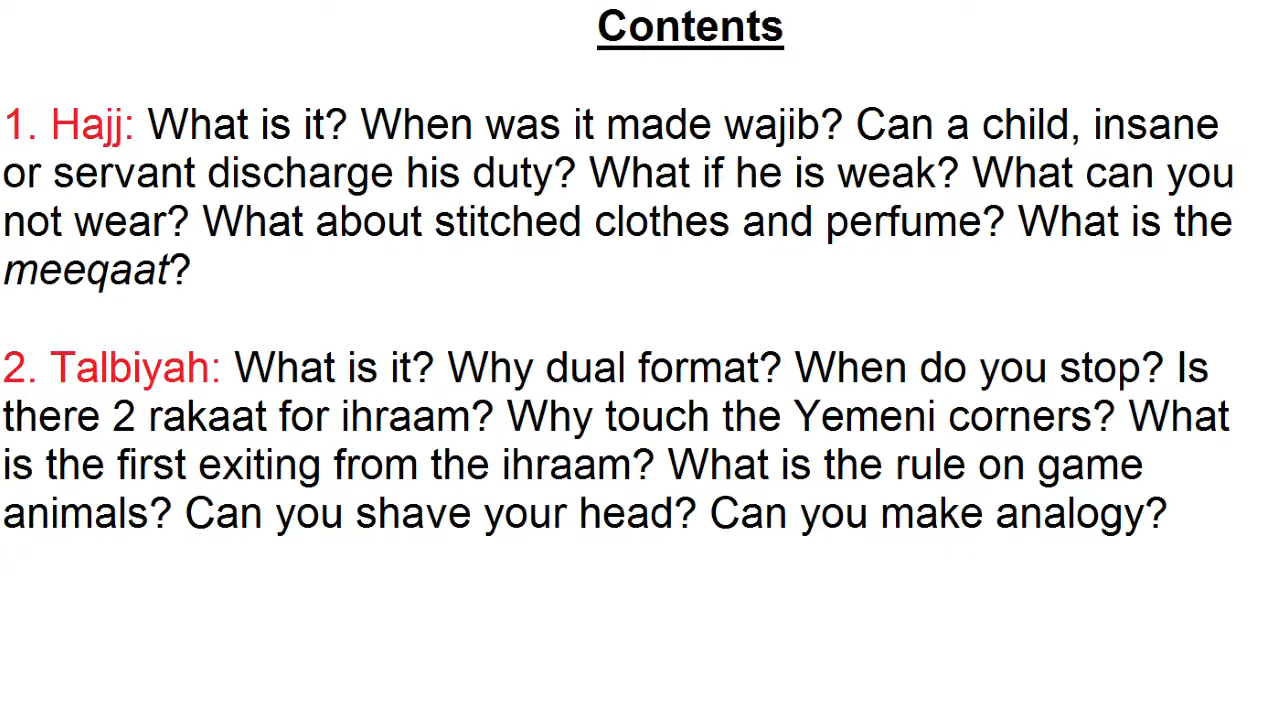 Contents
1. Hajj: What is it? When was it made wajib? Can a child, insane
or servant discharge his duty? What if he is weak? What can you
not wear? What about stitched clothes and perfume? What is the
meeqaat?
2. Talbiyah: What is it? Why dual format? When do you stop? Is
there 2 rakaat for ihraam? Why touch the Yemeni corners? What
is the first exiting from the ihraam? What is the rule on game
animals? Can you shave your head? Can you make analogy?